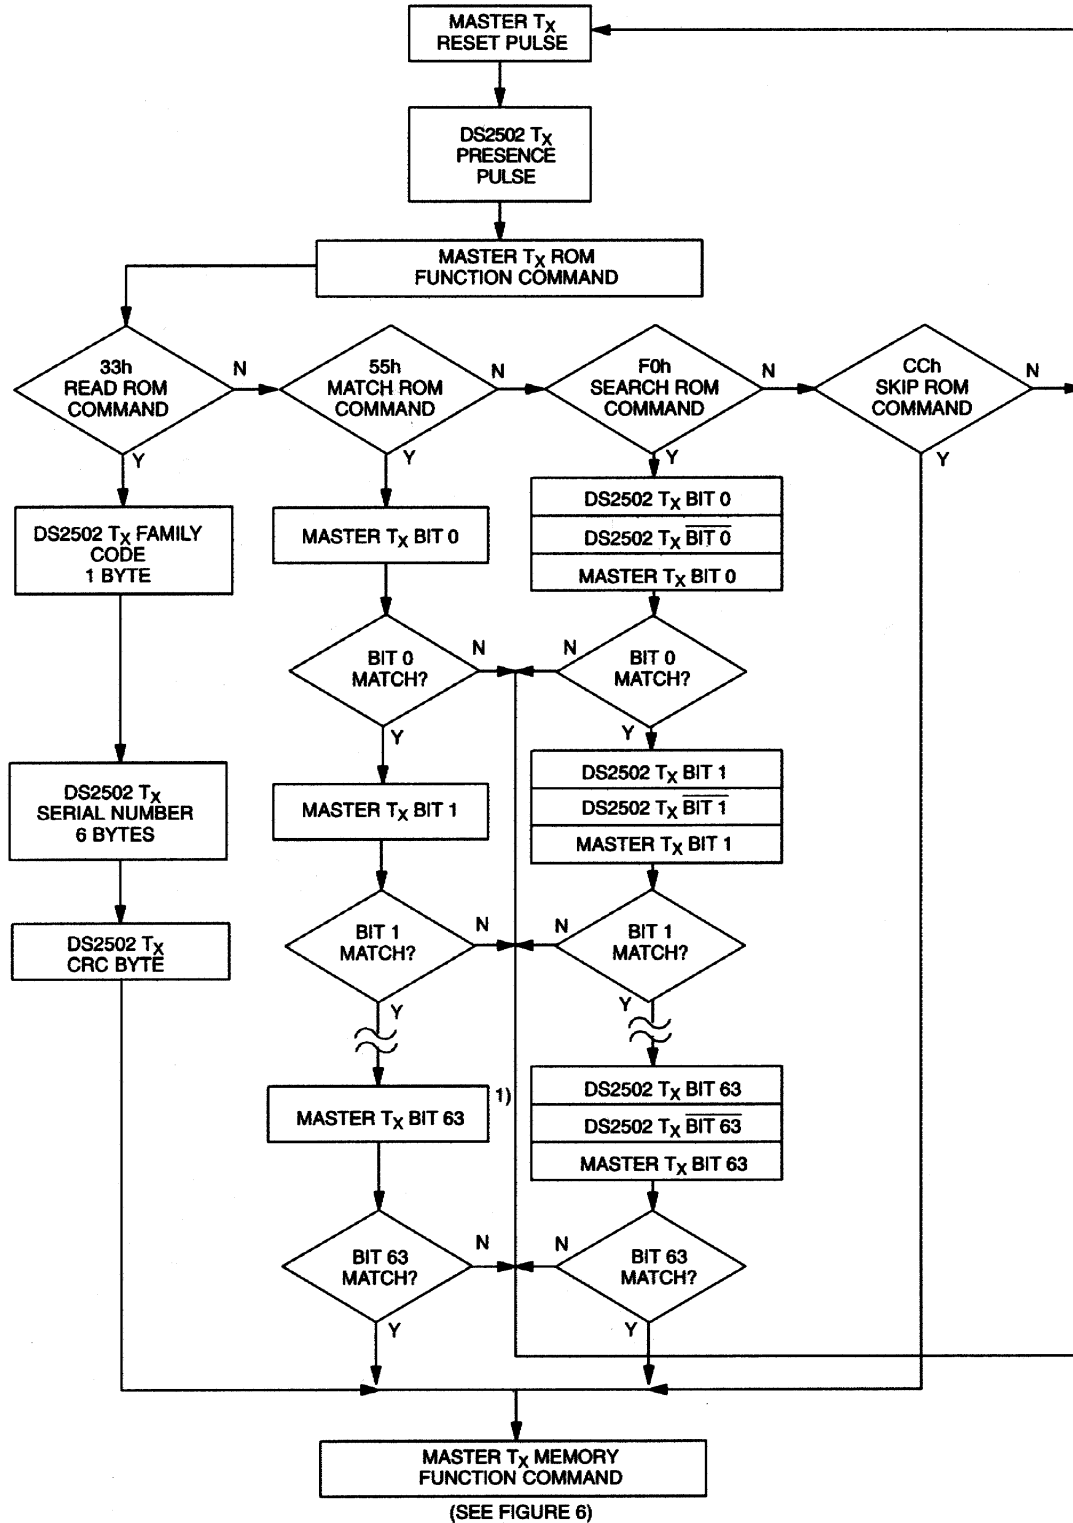 MASTER TX
RESET PULSE
DS2502 TX
PRESENCE
PULSE
MASTER TX ROM
FUNCTION COMMAND
33h
READ ROM
COMMAND
N
Y
55h
MATCH ROM
COMMAND
N
Y
F0h
SEARCH ROM
COMMAND
N
Y
CCh
SKIP ROM
COMMAND
N
Y
DS2502 TX FAMILY
CODE
1 BYTE
DS2502 TX
SERIAL NUMBER
6 BYTES
DS2502 TX
CRC BYTE
MASTER TX BIT 0
BIT 0
MATCH?
N
Y
MASTER TX BIT 1
BIT 1
MATCH?
N
Y
MASTER TX BIT 63
1)
BIT 63
MATCH?
N
Y
DS2502 TX BIT 0
DS2502 TX B̅I̅T̅ ̅0̅
MASTER TX BIT 0
BIT 0
MATCH?
N
Y
DS2502 TX BIT 1
DS2502 TX B̅I̅T̅ ̅1̅
MASTER TX BIT 1
BIT 1
MATCH?
N
Y
DS2502 TX BIT 63
DS2502 TX B̅I̅T̅ ̅6̅3̅
MASTER TX BIT 63
BIT 63
MATCH?
N
Y
MASTER TX MEMORY
FUNCTION COMMAND
(SEE FIGURE 6)